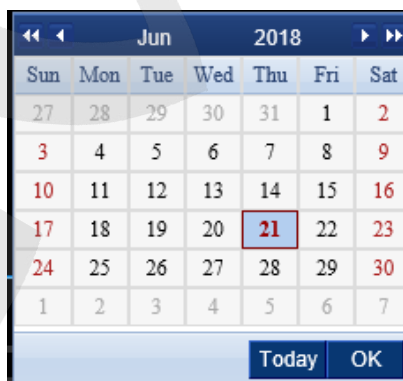 Jun 2018
Sun Mon Tue Wed Thu Fri Sat
27 28 29 30 31 1 2
3 4 5 6 7 8 9
10 11 12 13 14 15 16
17 18 19 20 21 22 23
24 25 26 27 28 29 30
1 2 3 4 5 6 7
Today OK